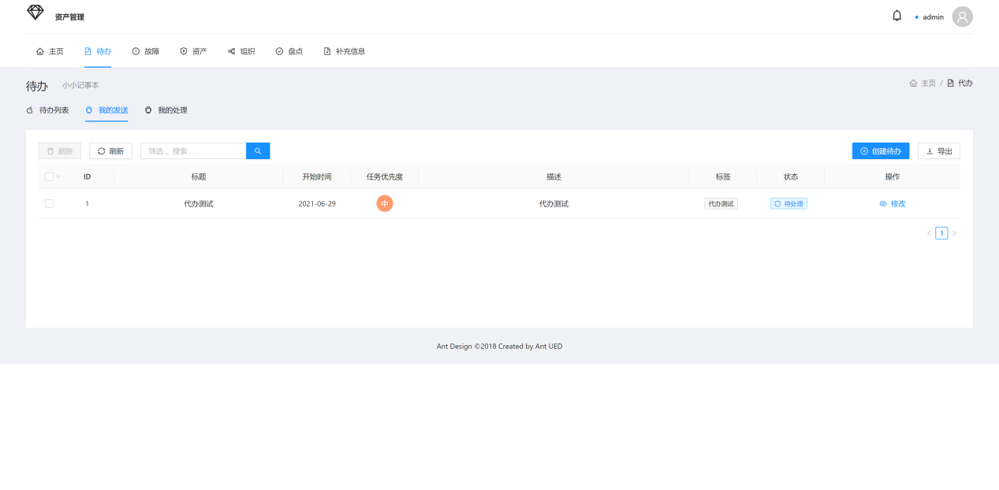 资产管理
admin
主页 待办 故障 资产 组织 盘点 补充信息
待办 小小记事本
主页 / 代办
待办列表 我的发送 我的处理
删除 刷新 筛选 、搜索 . . . 创建待办 导出
ID 标题 开始时间 任务优先度 描述 标签 状态 操作
1 代办测试 2021-06-29 中 代办测试 代办测试 待处理 修改
< 1 >
Ant Design ©2018 Created by Ant UED